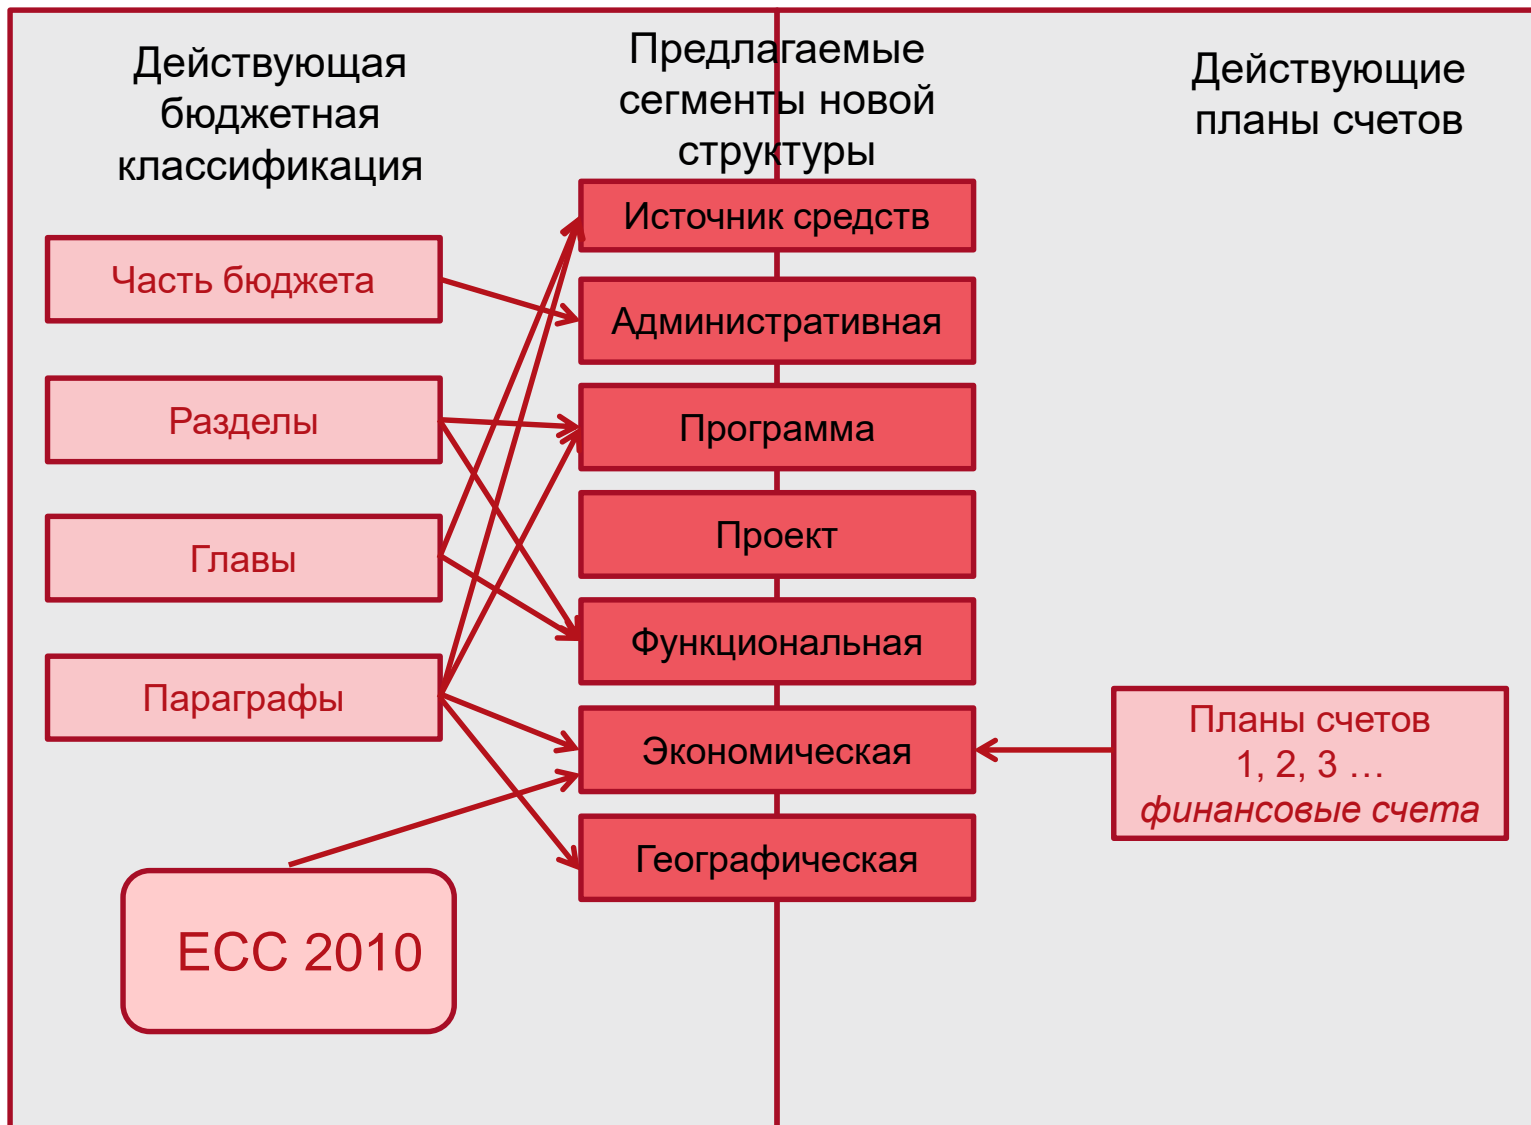 Действующая
бюджетная
классификация
Предлагаемые
сегменты новой
структуры
Действующие
планы счетов
Часть бюджета
Разделы
Главы
Параграфы
ЕСС 2010
Источник средств
Административная
Программа
Проект
Функциональная
Экономическая
Географическая
Планы счетов
1, 2, 3 ...
финансовые счета